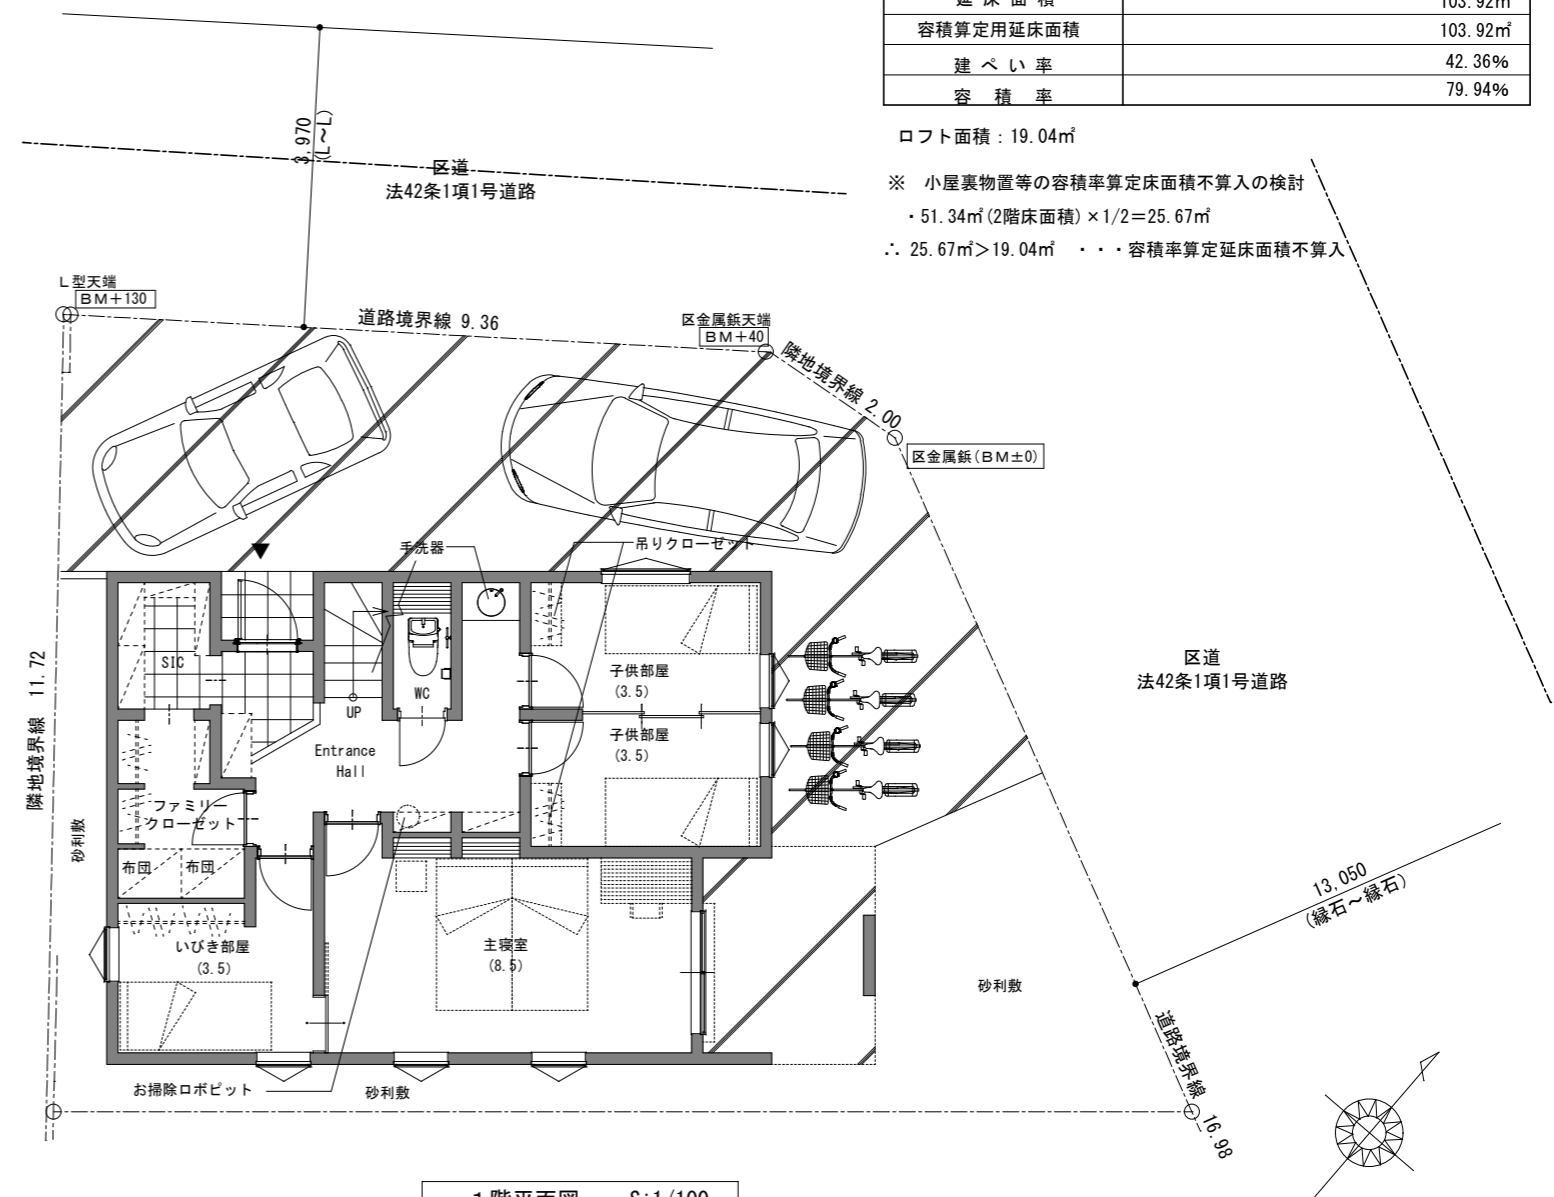 延床面積 103.92㎡
容積算定用延床面積 103.92㎡
建ぺい率 42.36%
容積率 79.94%
ロフト面積：19.04㎡
※ 小屋裏物置等の容積率算定床面積不算入の検討
・51.34㎡(2階床面積)×1/2＝25.67㎡
∴ 25.67㎡＞19.04㎡ ・・・容積率算定延床面積不算入
3,970
(L～L)
区道
法42条1項1号道路
L型天端
BM+130
道路境界線 9.36
区金属鋲天端
BM+40
隣地境界線 2.00
区金属鋲(BM±0)
手洗器
吊りクローゼット
SIC
WC
UP
子供部屋
(3.5)
子供部屋
(3.5)
Entrance
Hall
区道
法42条1項1号道路
隣地境界線 11.72
砂利敷
ファミリー
クローゼット
布団
布団
いびき部屋
(3.5)
主寝室
(8.5)
13,050
(縁石～縁石)
砂利敷
お掃除ロボピット
砂利敷
道路境界線 16.98
1階平面図 S:1/100